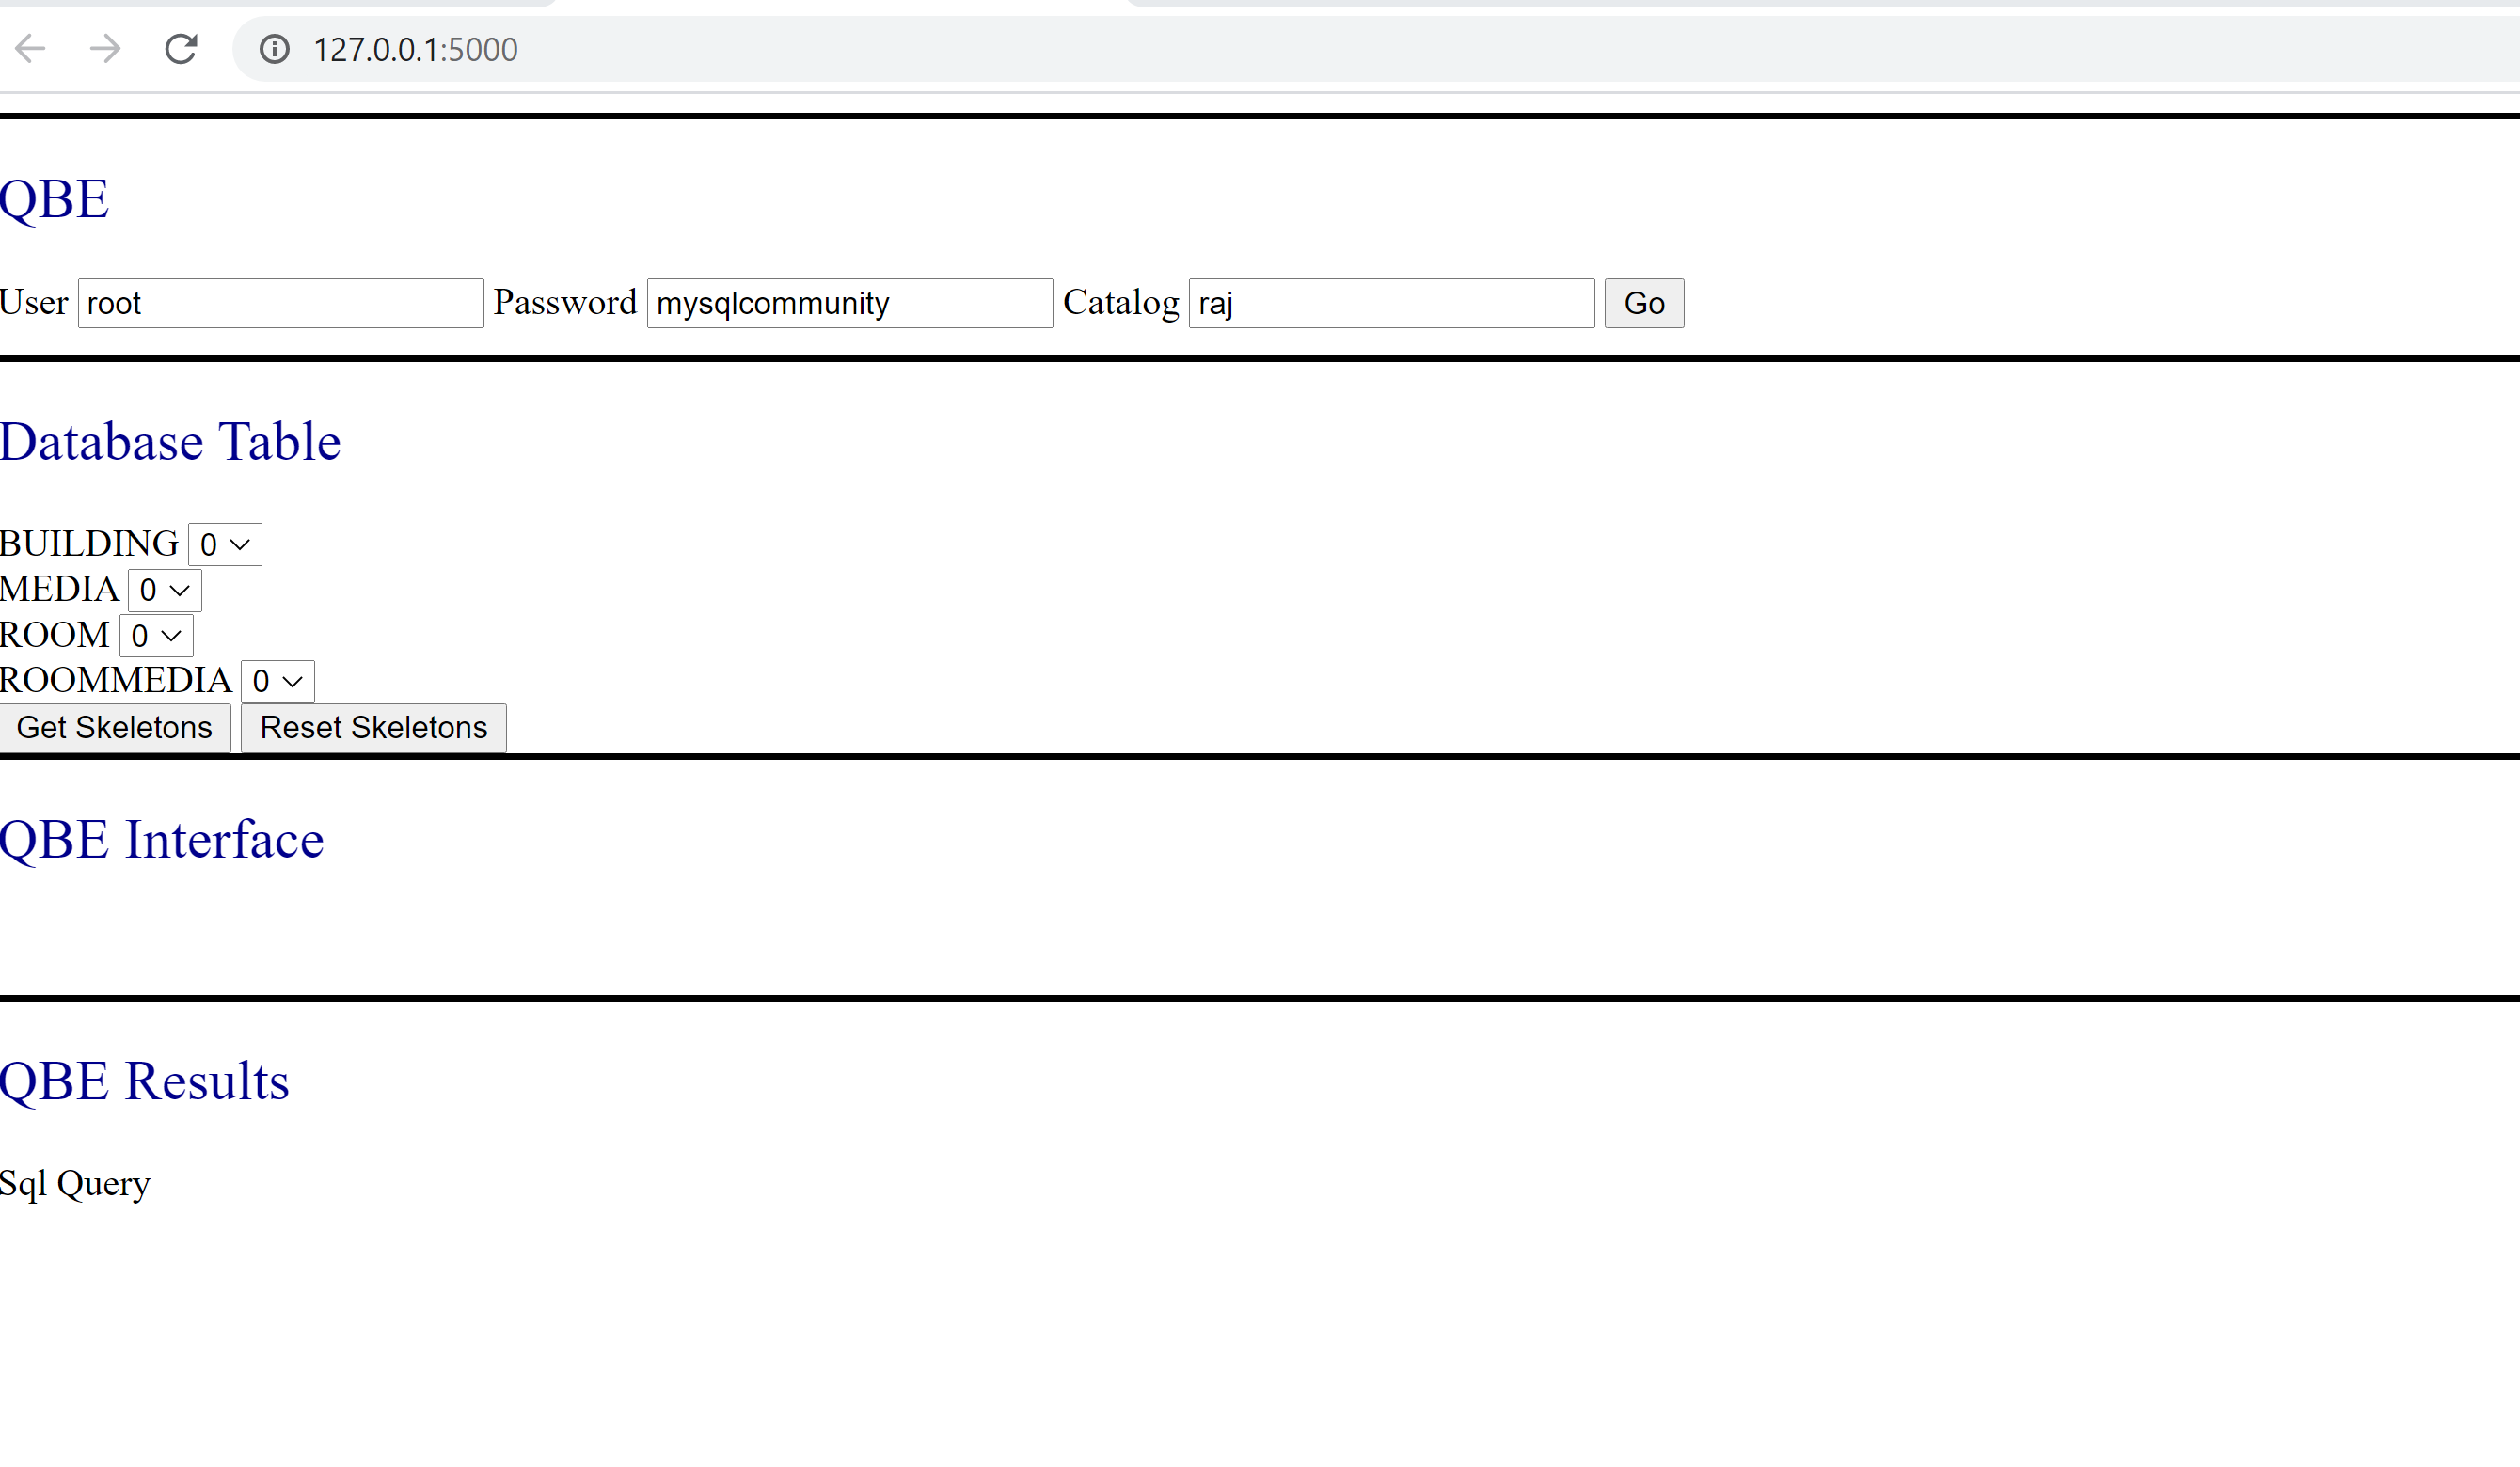 127.0.0.1:5000
QBE
User root Password mysqlcommunity Catalog raj Go
Database Table
BUILDING 0
MEDIA 0
ROOM 0
ROOMMEDIA 0
Get Skeletons Reset Skeletons
QBE Interface
QBE Results
Sql Query